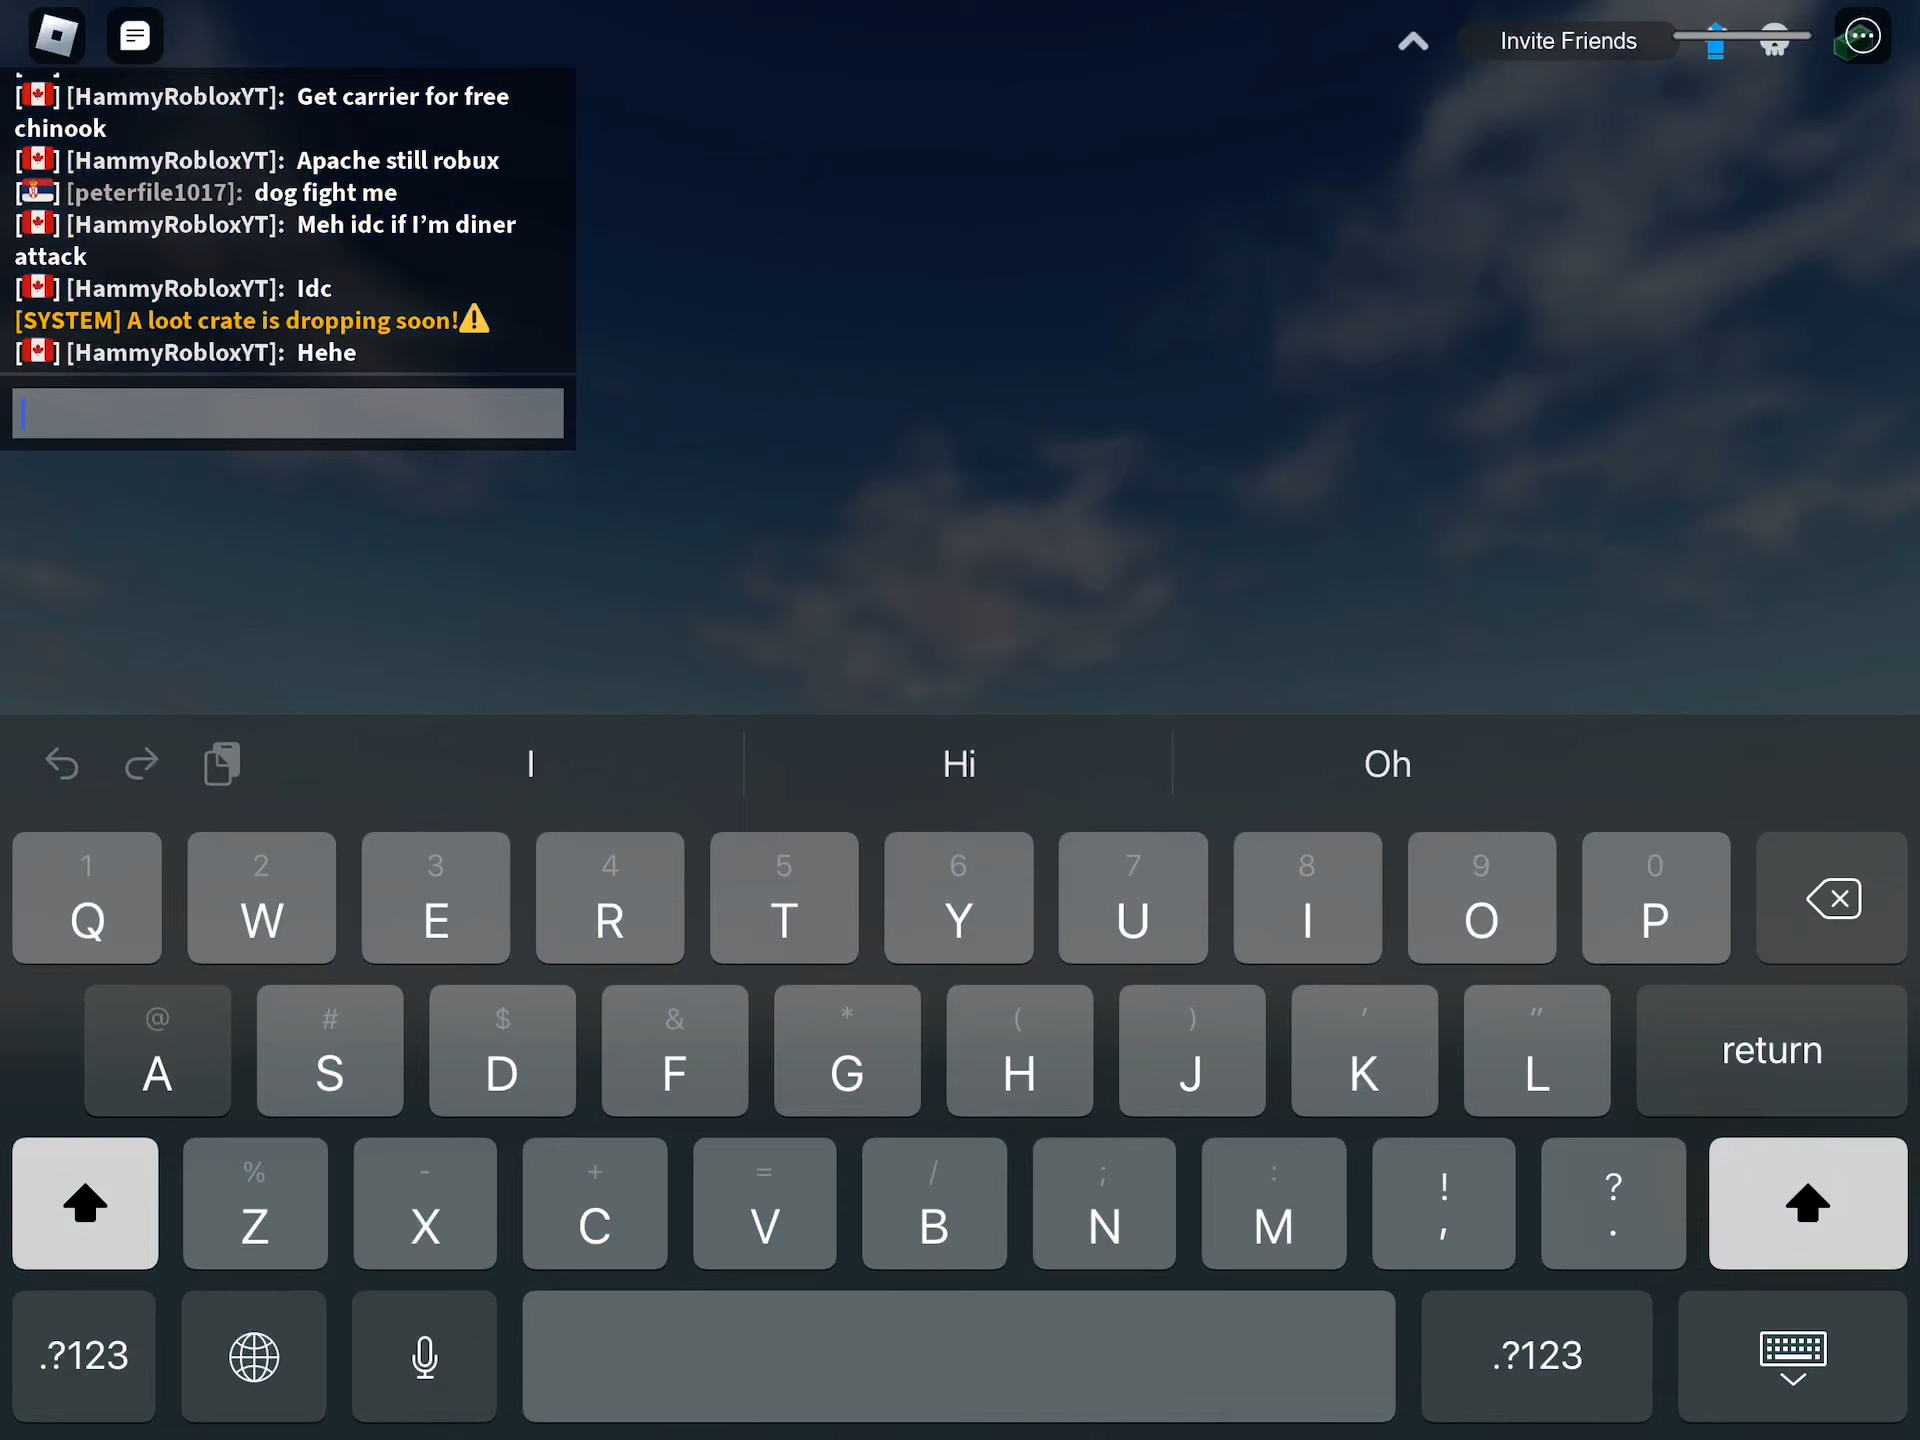 Invite Friends
[🇨🇦] [HammyRobloxYT]: Get carrier for free
chinook
[🇨🇦] [HammyRobloxYT]: Apache still robux
[🇷🇸] [peterfile1017]: dog fight me
[🇨🇦] [HammyRobloxYT]: Meh idc if I’m diner
attack
[🇨🇦] [HammyRobloxYT]: Idc
[SYSTEM] A loot crate is dropping soon!⚠️
[🇨🇦] [HammyRobloxYT]: Hehe
I Hi Oh
1 2 3 4 5 6 7 8 9 0
Q W E R T Y U I O P
@ # $ & * ( ) ' "
A S D F G H J K L return
% - + = / ; : ! ?
Z X C V B N M , .
.?123 .?123